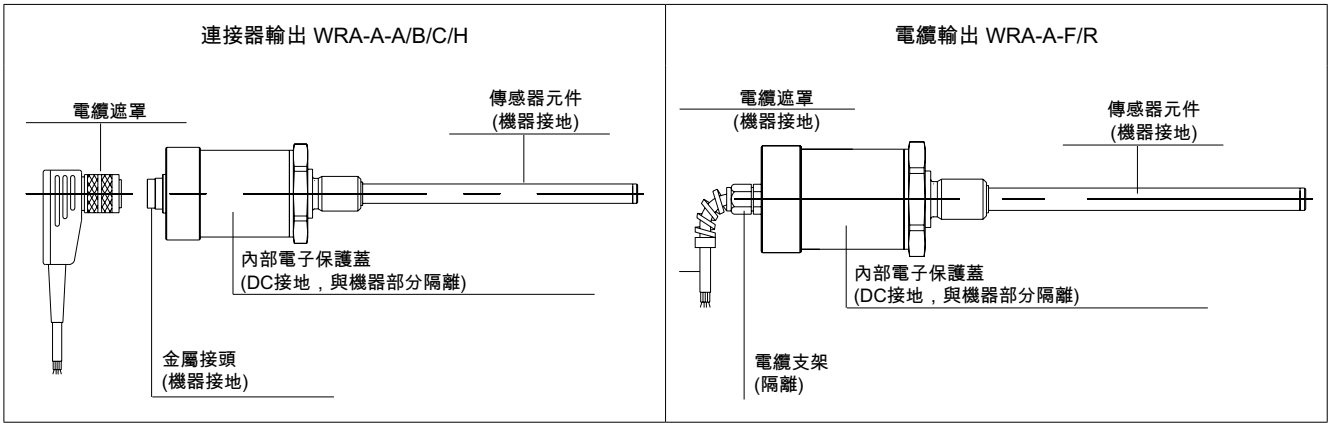 連接器輸出 WRA-A-A/B/C/H
電纜遮罩
傳感器元件
(機器接地)
內部電子保護蓋
(DC接地，與機器部分隔離)
金屬接頭
(機器接地)
電纜輸出 WRA-A-F/R
電纜遮罩
(機器接地)
傳感器元件
(機器接地)
內部電子保護蓋
(DC接地，與機器部分隔離)
電纜支架
(隔離)